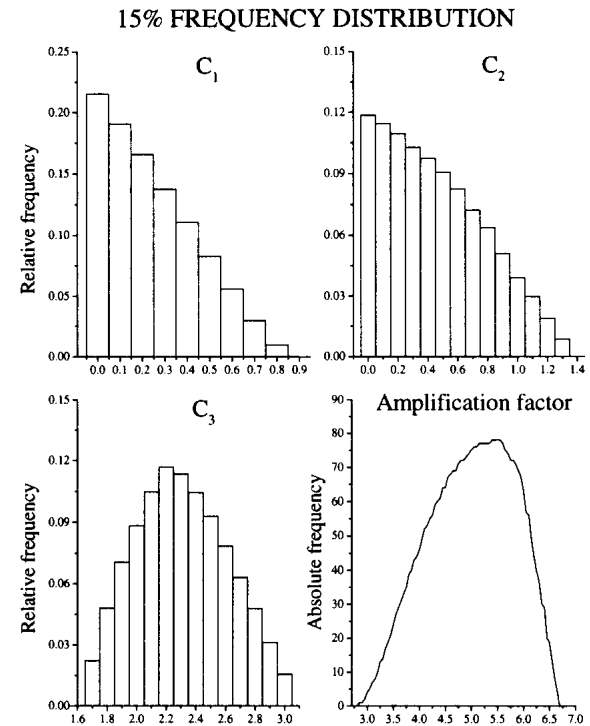 15% FREQUENCY DISTRIBUTION
C1
Relative frequency
0.25
0.20
0.15
0.10
0.05
0.00
0.0 0.1 0.2 0.3 0.4 0.5 0.6 0.7 0.8 0.9
C2
0.15
0.12
0.09
0.06
0.03
0.00
0.0 0.2 0.4 0.6 0.8 1.0 1.2 1.4
C3
Relative frequency
0.15
0.12
0.09
0.06
0.03
0.00
1.6 1.8 2.0 2.2 2.4 2.6 2.8 3.0
Amplification factor
Absolute frequency
90
80
70
60
50
40
30
20
10
0
3.0 3.5 4.0 4.5 5.0 5.5 6.0 6.5 7.0